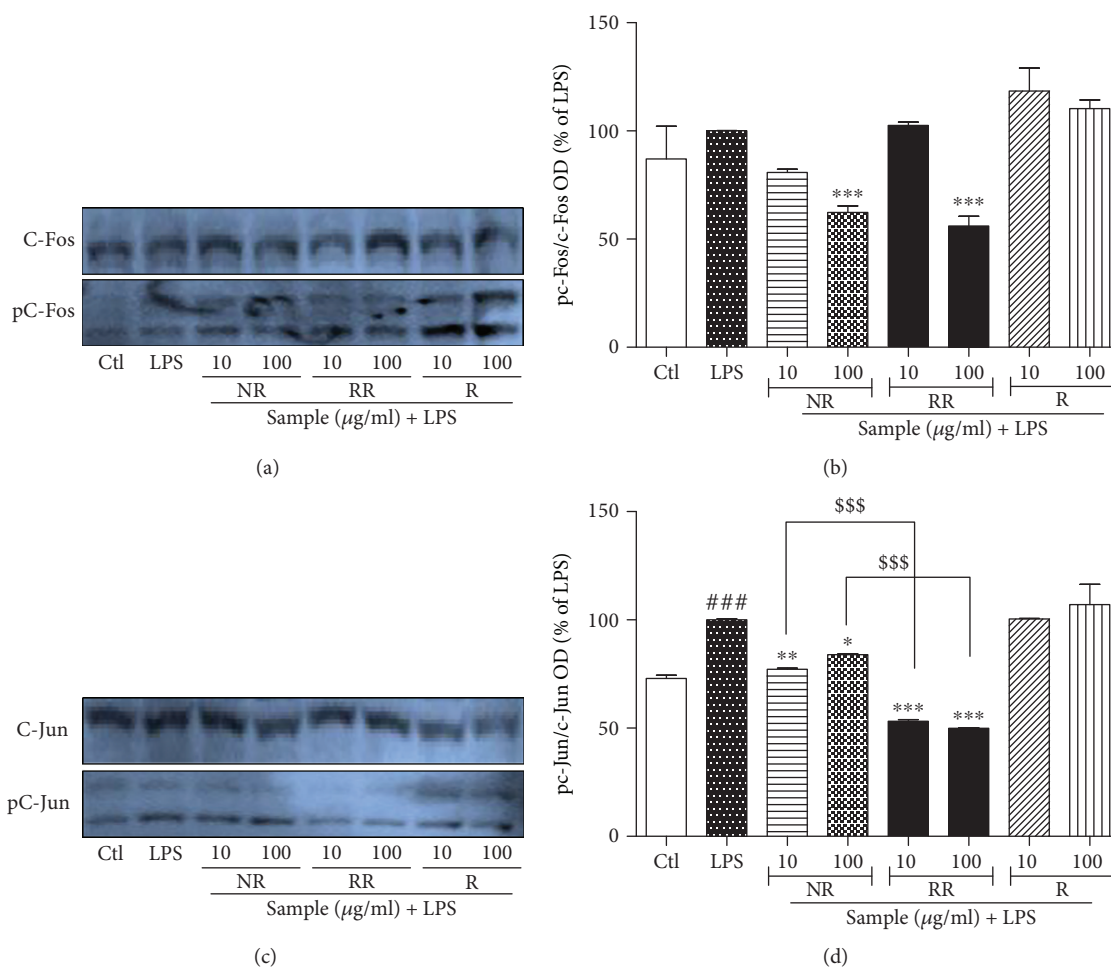 C-Fos
pC-Fos
Ctl LPS 10 100 10 100 10 100
NR RR R
Sample (μg/ml) + LPS
(a)
pc-Fos/c-Fos OD (% of LPS)
150
100
50
0
*** ***
Ctl LPS 10 100 10 100 10 100
NR RR R
Sample (μg/ml) + LPS
(b)
C-Jun
pC-Jun
Ctl LPS 10 100 10 100 10 100
NR RR R
Sample (μg/ml) + LPS
(c)
pc-Jun/c-Jun OD (% of LPS)
150
100
50
0
$$$
$$$
###
** *
*** ***
Ctl LPS 10 100 10 100 10 100
NR RR R
Sample (μg/ml) + LPS
(d)